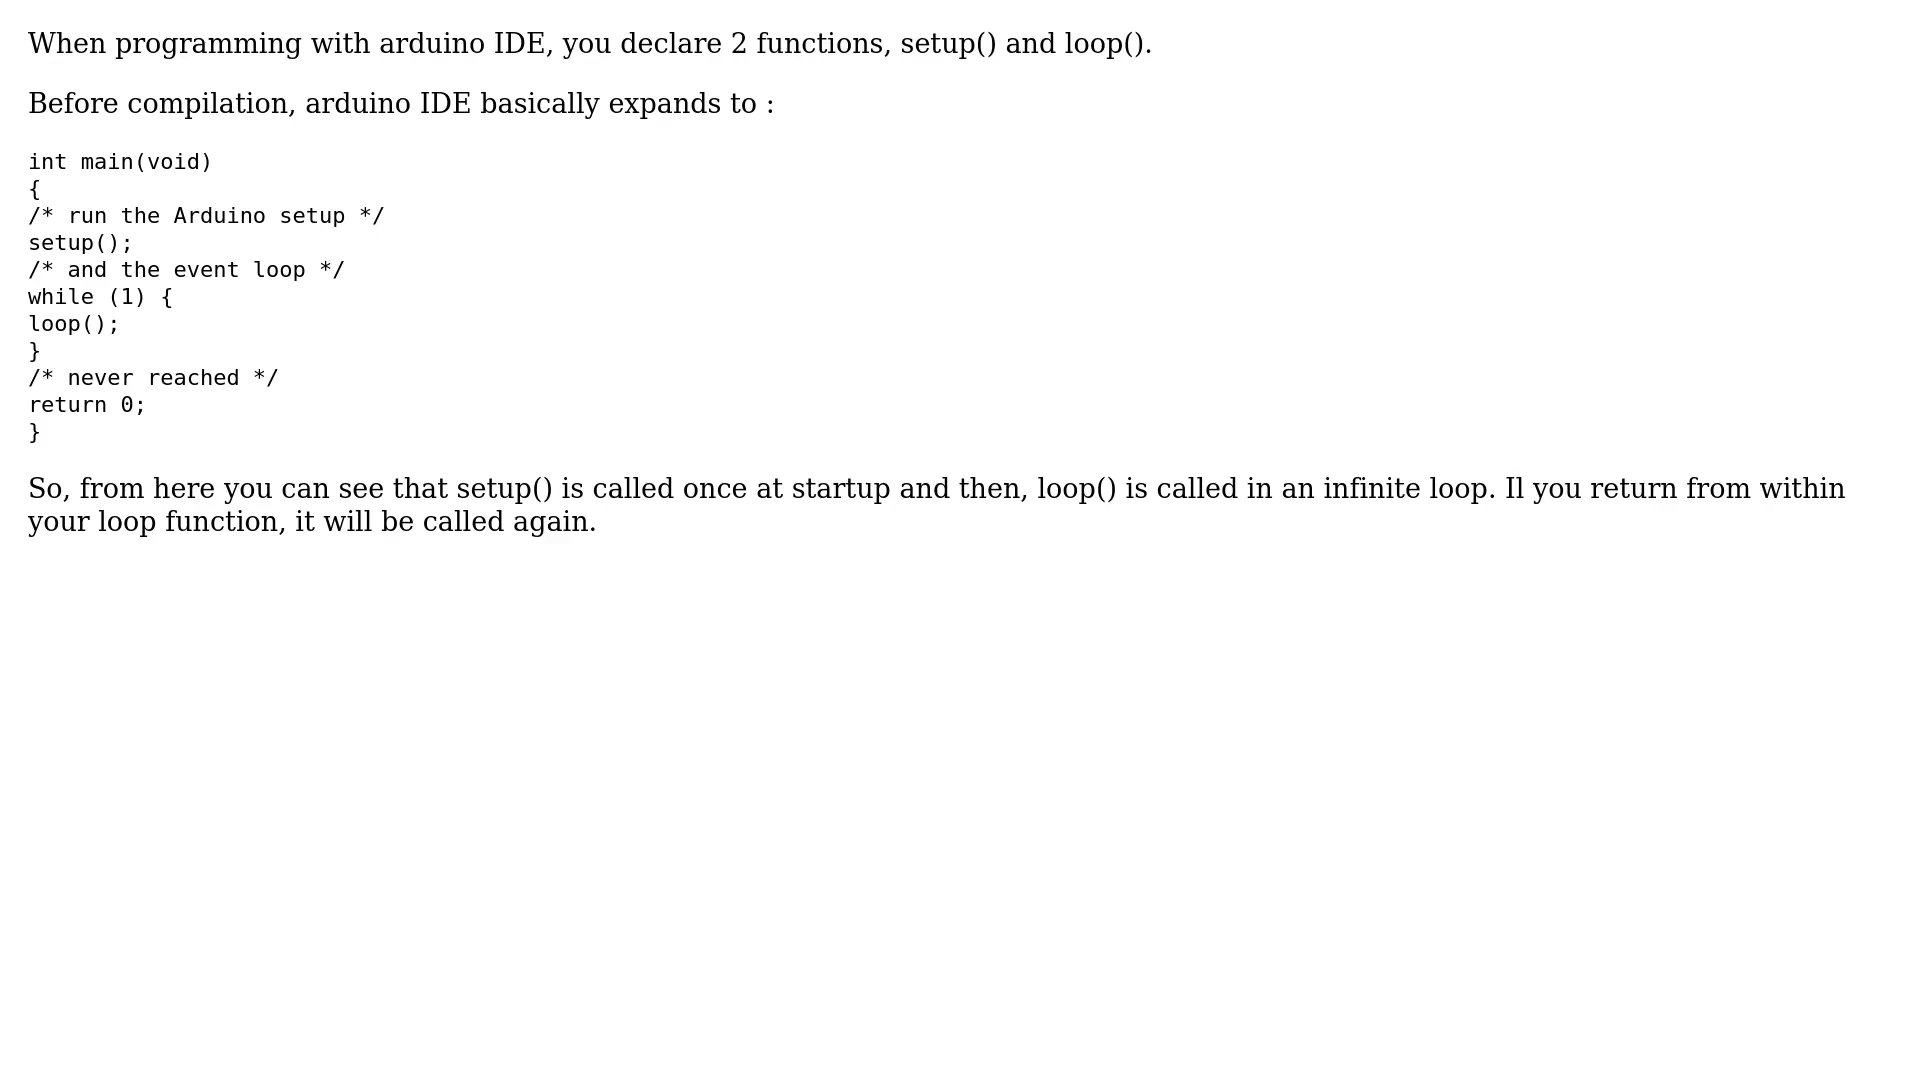 When programming with arduino IDE, you declare 2 functions, setup() and loop().
Before compilation, arduino IDE basically expands to :
int main(void)
{
/* run the Arduino setup */
setup();
/* and the event loop */
while (1) {
loop();
}
/* never reached */
return 0;
}
So, from here you can see that setup() is called once at startup and then, loop() is called in an infinite loop. Il you return from within
your loop function, it will be called again.